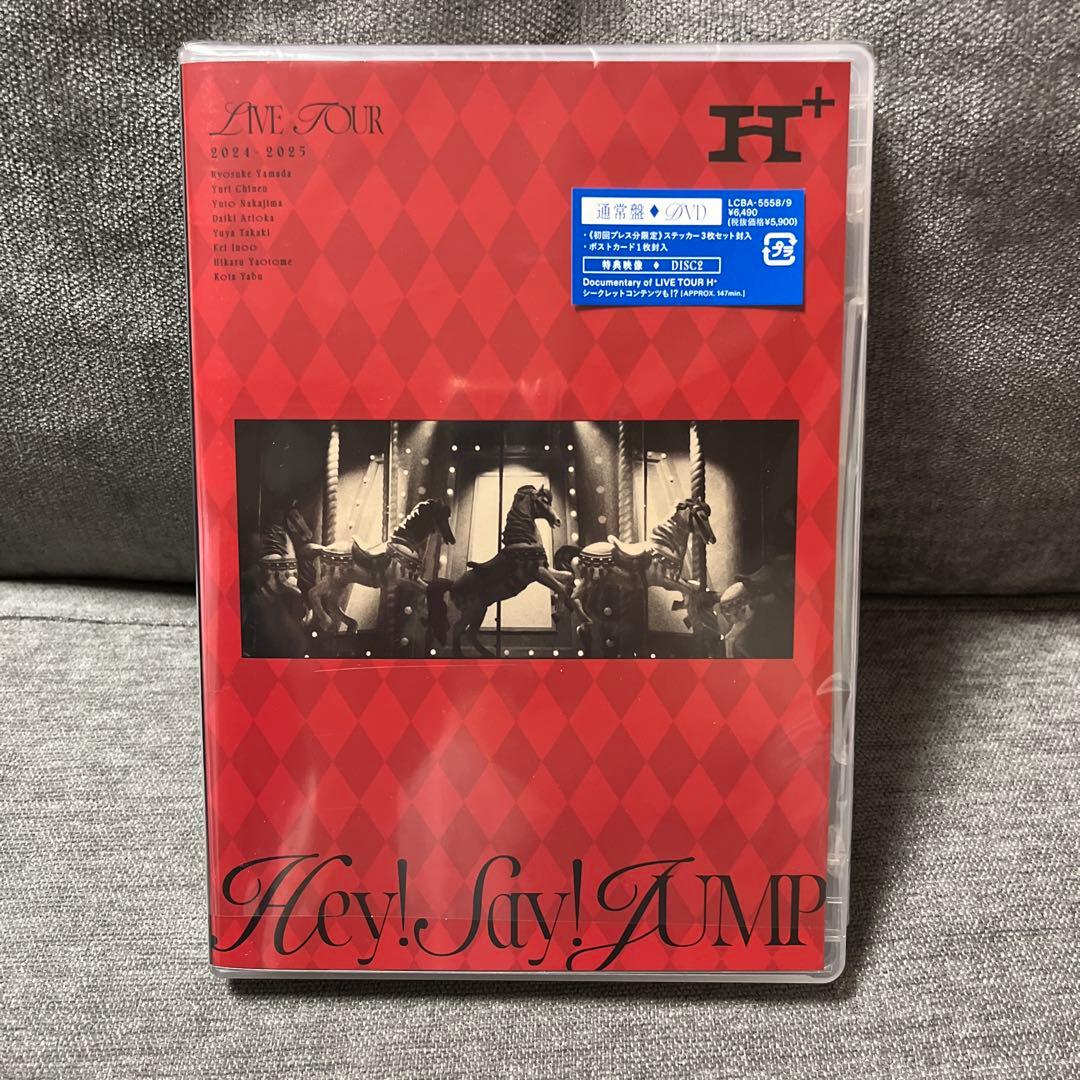 LIVE TOUR
2024-2025
Ryosuke Yamada
Yuri Chinen
Yuto Nakajima
Daiki Arioka
Yuya Takaki
Kei Inoo
Hikaru Yaotome
Kota Yabu
H+
通常盤♦DVD
LCBA・5558/9
¥6,490
(税抜価格¥5,900)
・《初回プレス分限定》ステッカー3枚セット封入
・ポストカード1枚封入
プラ
特典映像 ♦ DISC2
Documentary of LIVE TOUR H+
シークレットコンテンツも!? [APPROX. 147min.]
Hey! Say! JUMP